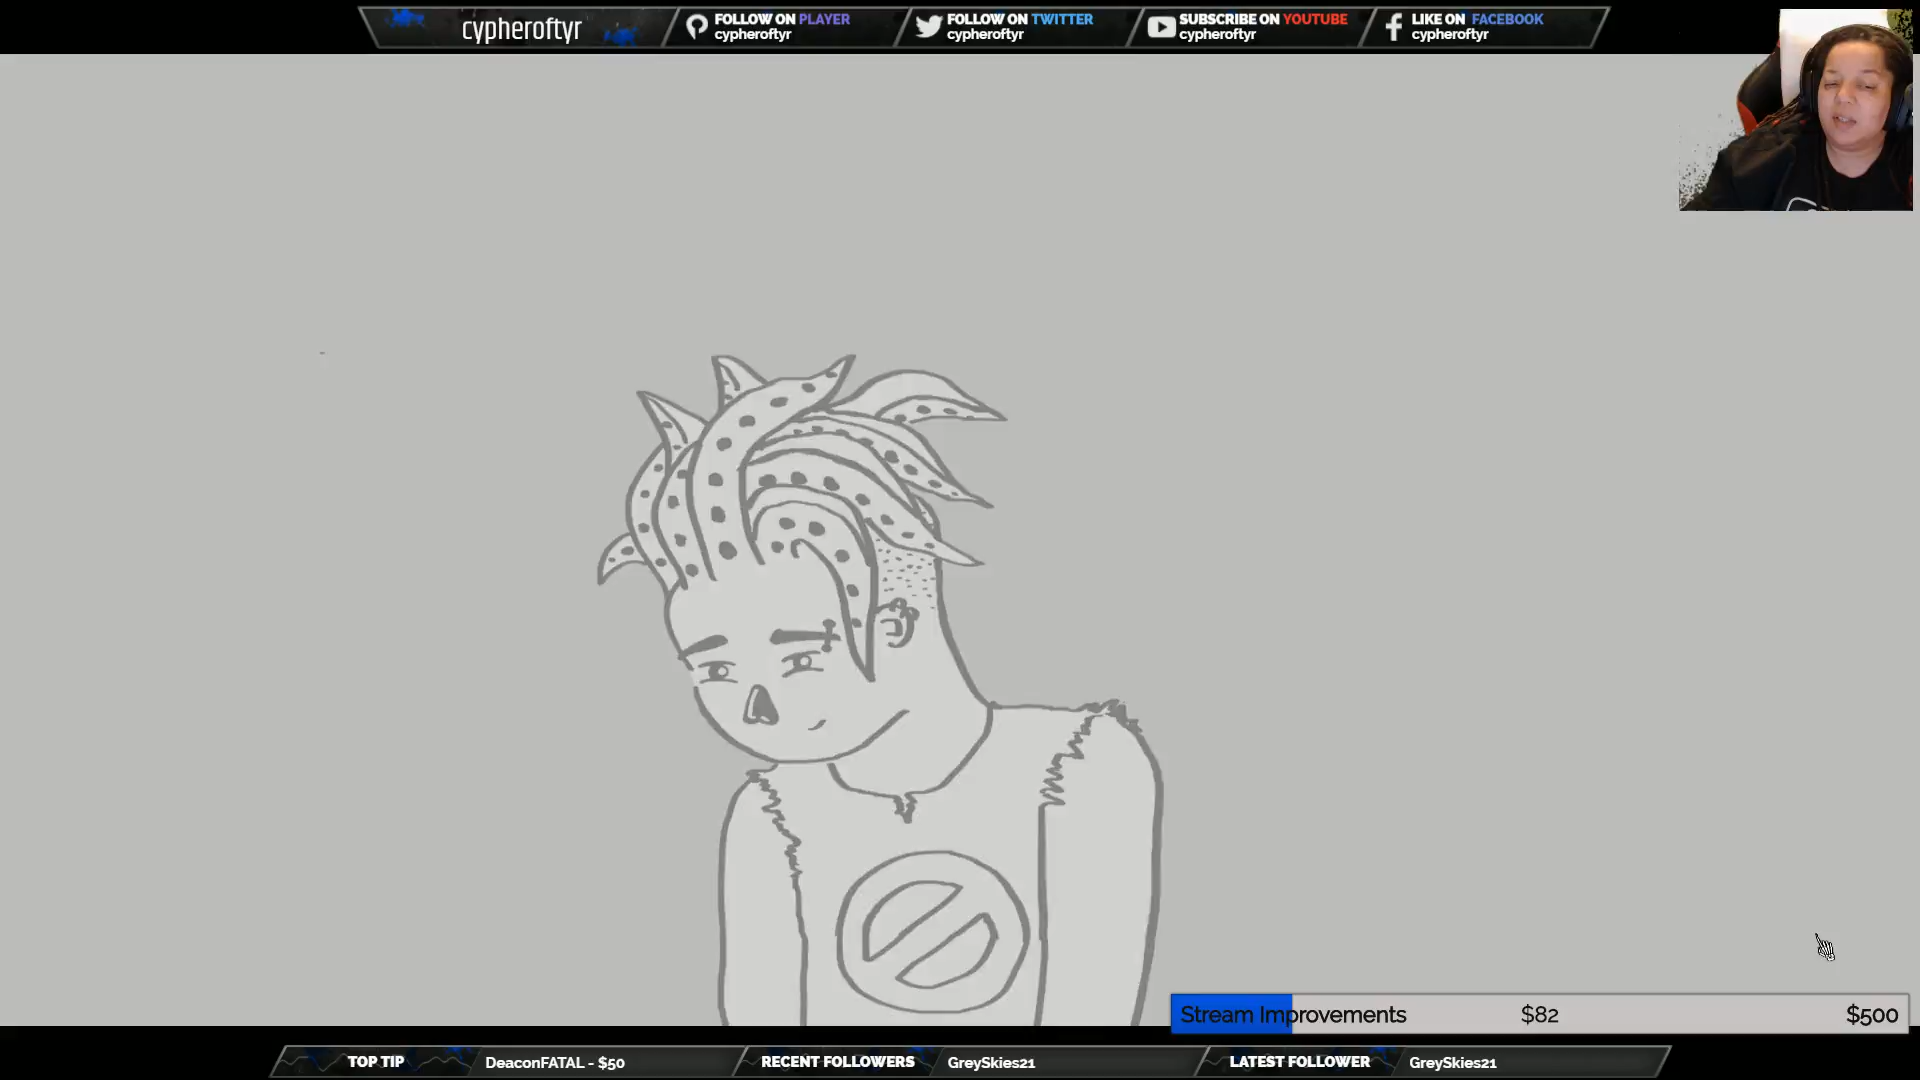 cypheroftyr
FOLLOW ON PLAYER
cypheroftyr
FOLLOW ON TWITTER
cypheroftyr
SUBSCRIBE ON YOUTUBE
cypheroftyr
LIKE ON FACEBOOK
cypheroftyr
Stream Improvements $82 $500
TOP TIP DeaconFATAL - $50 RECENT FOLLOWERS GreySkies21 LATEST FOLLOWER GreySkies21